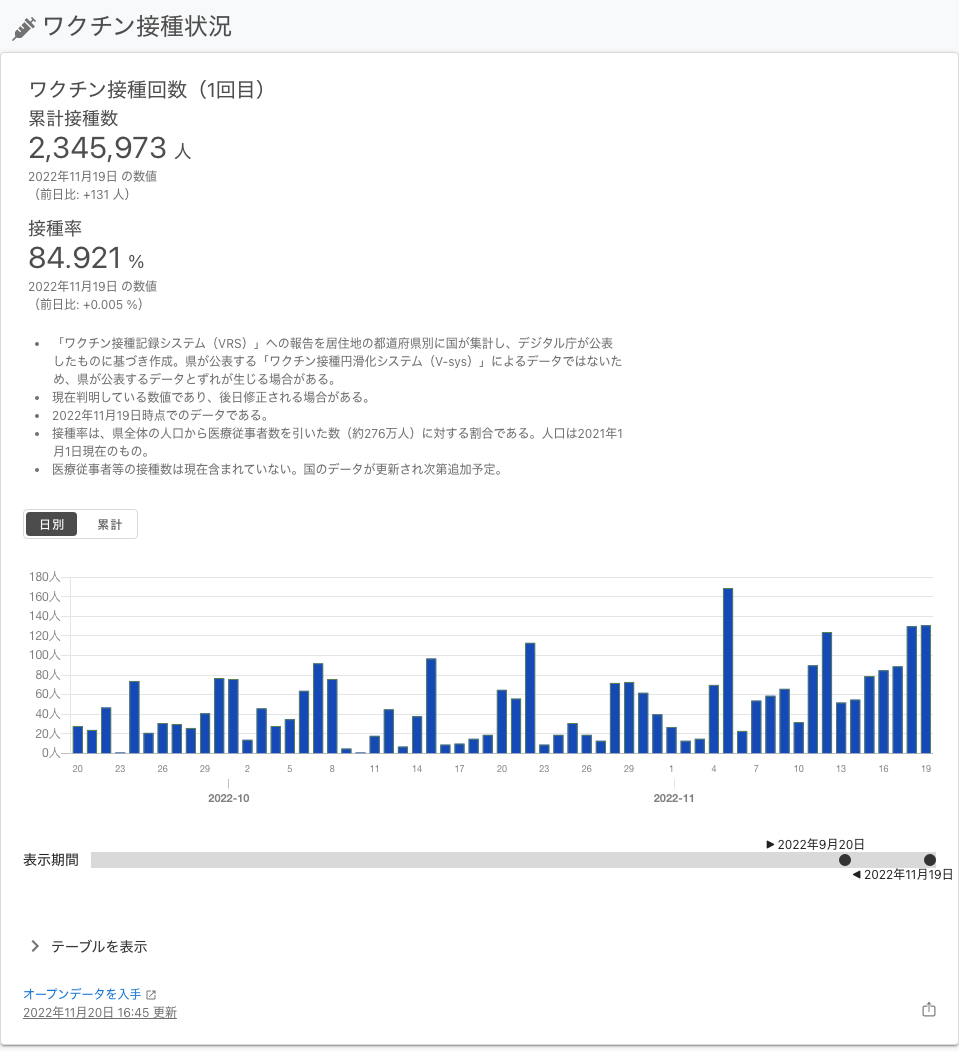 ワクチン接種状況
ワクチン接種回数（1回目）
累計接種数
2,345,973 人
2022年11月19日 の数値
（前日比: +131 人）
接種率
84.921 %
2022年11月19日 の数値
（前日比: +0.005 %）
• 「ワクチン接種記録システム（VRS）」への報告を居住地の都道府県別に国が集計し、デジタル庁が公表
したものに基づき作成。県が公表する「ワクチン接種円滑化システム（V-sys）」によるデータではないた
め、県が公表するデータとずれが生じる場合がある。
• 現在判明している数値であり、後日修正される場合がある。
• 2022年11月19日時点でのデータである。
• 接種率は、県全体の人口から医療従事者数を引いた数（約276万人）に対する割合である。人口は2021年1
月1日現在のもの。
• 医療従事者等の接種数は現在含まれていない。国のデータが更新され次第追加予定。
日別 累計
180人
160人
140人
120人
100人
80人
60人
40人
20人
0人
20 23 26 29 2 5 8 11 14 17 20 23 26 29 1 4 7 10 13 16 19
2022-10 2022-11
▶ 2022年9月20日
表示期間
◀ 2022年11月19日
テーブルを表示
オープンデータを入手
2022年11月20日 16:45 更新